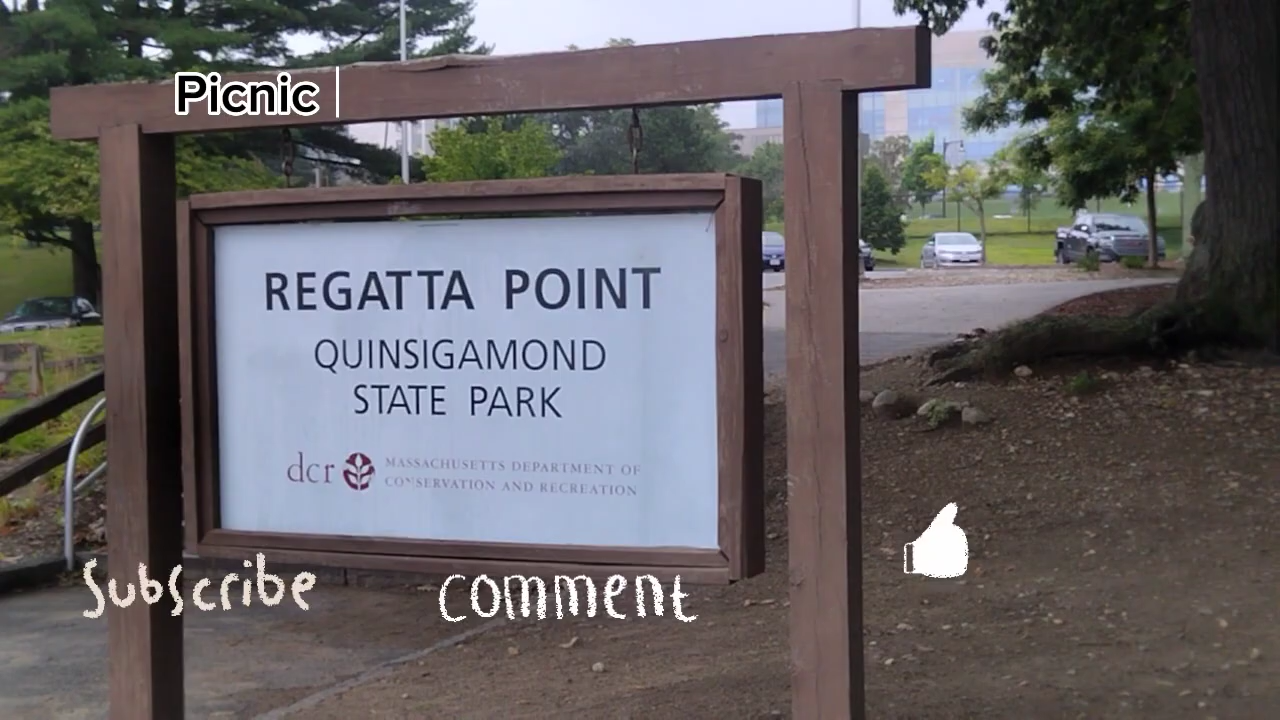 Picnic
REGATTA POINT
QUINSIGAMOND
STATE PARK
dcr MASSACHUSETTS DEPARTMENT OF
CONSERVATION AND RECREATION
Subscribe
comment